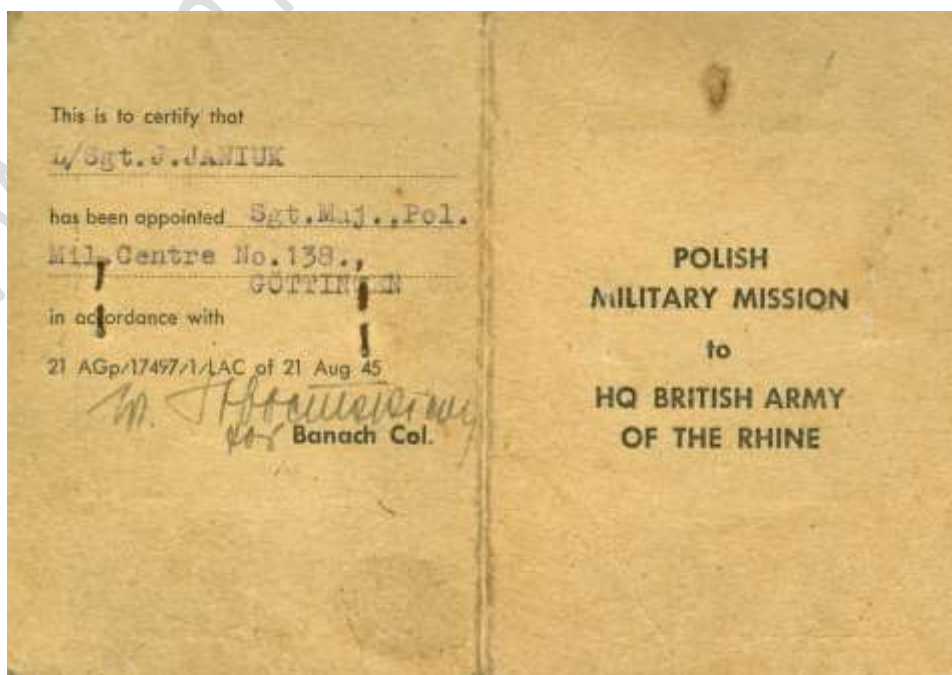 This is to certify that
L/Sgt.J.JANIUK
has been appointed Sgt.Maj.,Pol.
Mil.Centre No.138.,
GÖTTINGEN
in accordance with
21 AGp/17497/1/LAC of 21 Aug 45
for Banach Col.
POLISH
MILITARY MISSION
to
HQ BRITISH ARMY
OF THE RHINE